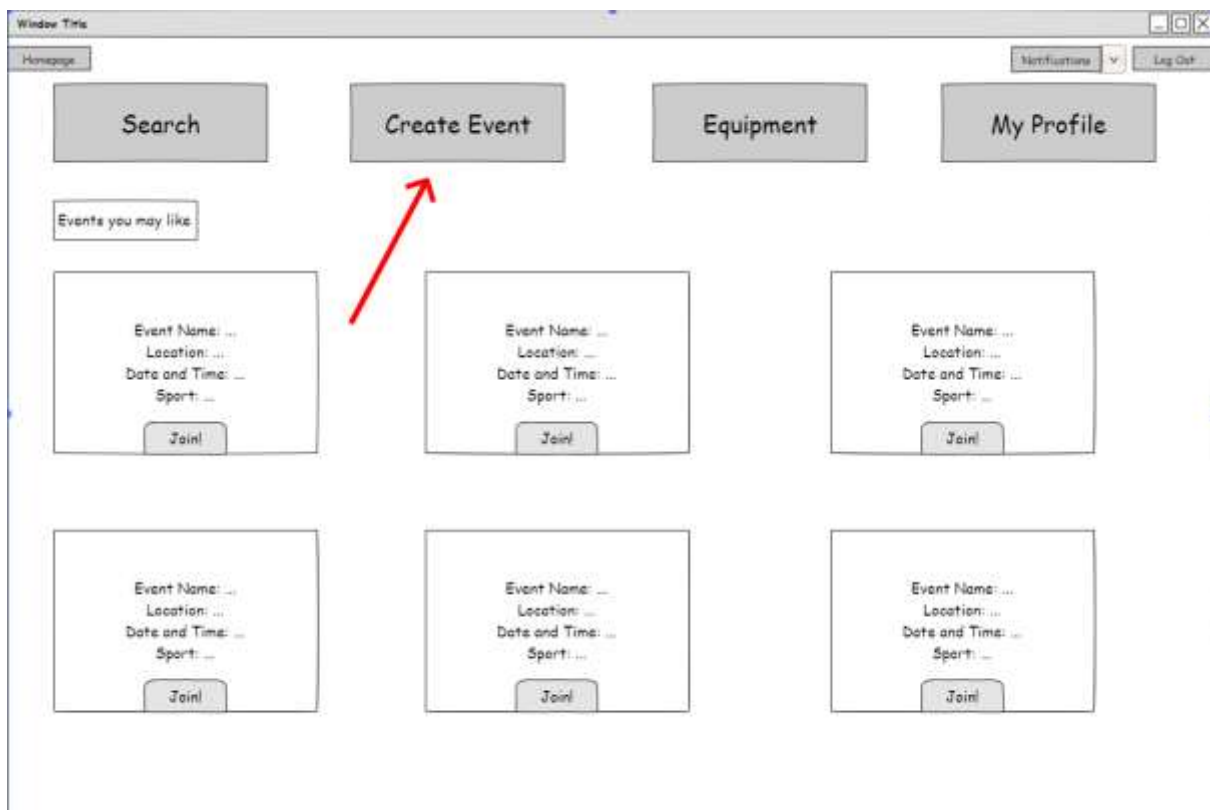 Window Title
Homepage
Notifications v Log Out
Search Create Event Equipment My Profile
Events you may like
Event Name: ...
Location: ...
Date and Time: ...
Sport: ...
Join!
Event Name: ...
Location: ...
Date and Time: ...
Sport: ...
Join!
Event Name: ...
Location: ...
Date and Time: ...
Sport: ...
Join!
Event Name: ...
Location: ...
Date and Time: ...
Sport: ...
Join!
Event Name: ...
Location: ...
Date and Time: ...
Sport: ...
Join!
Event Name: ...
Location: ...
Date and Time: ...
Sport: ...
Join!